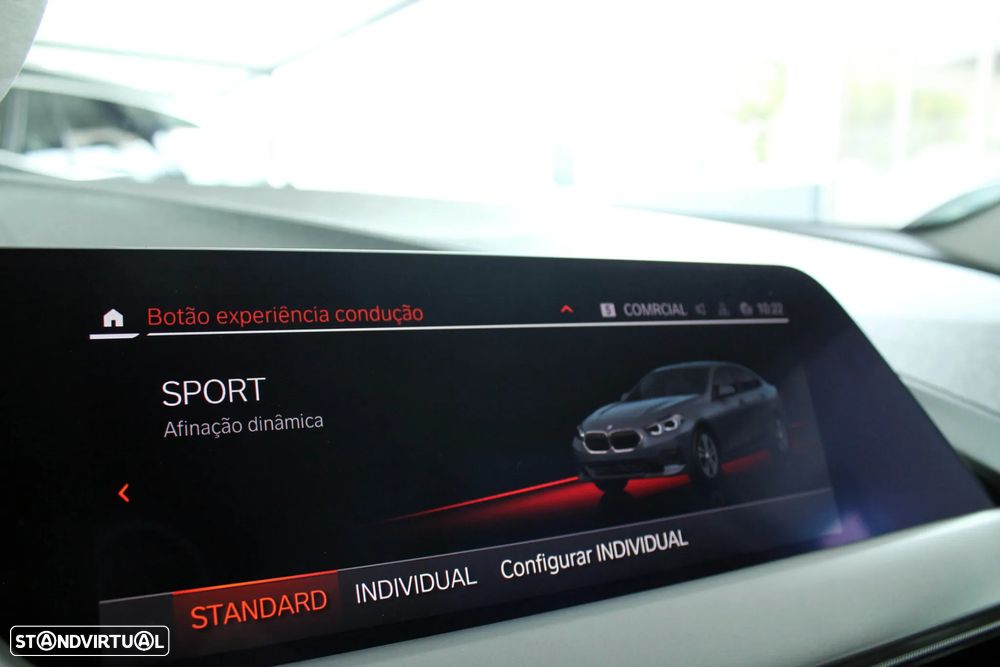 Botão experiência condução
S COMRCIAL 10:22
SPORT
Afinação dinâmica
STANDARD INDIVIDUAL Configurar INDIVIDUAL
STANDVIRTUAL